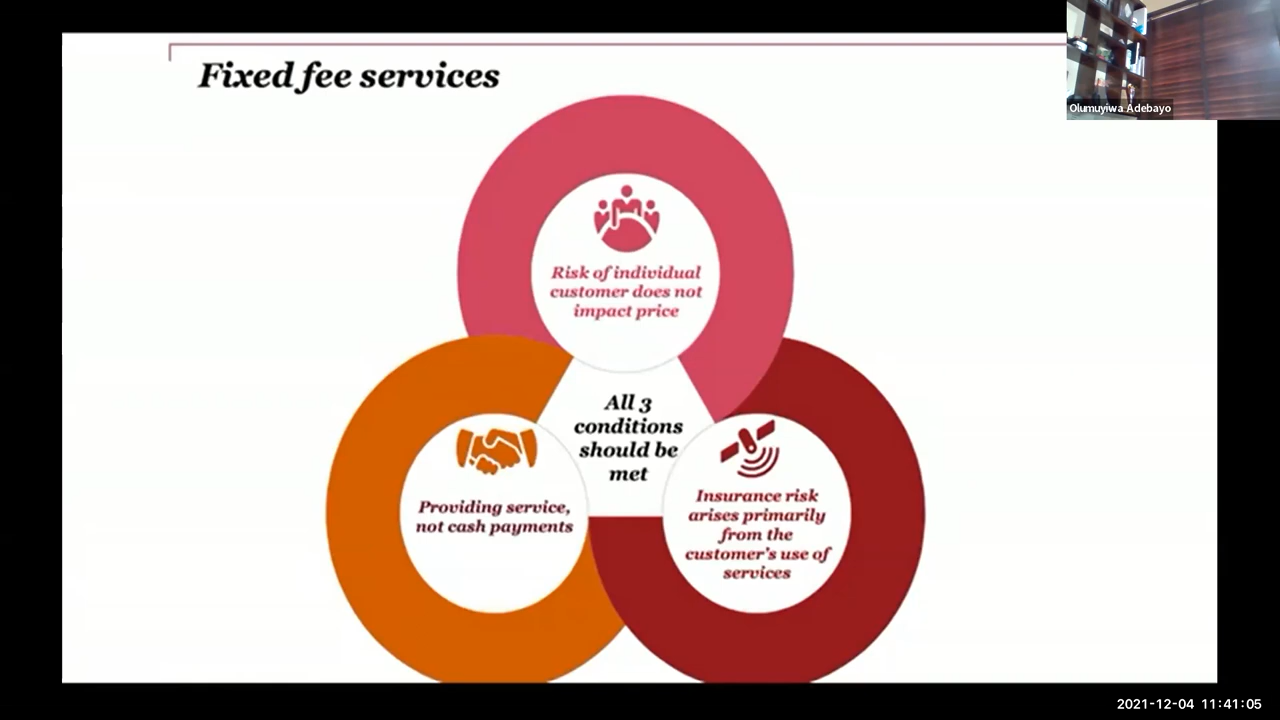 Fixed fee services
Olumuyiwa Adebayo
Risk of individual
customer does not
impact price
All 3
conditions
should be
met
Providing service,
not cash payments
Insurance risk
arises primarily
from the
customer's use of
services
2021-12-04 11:41:05